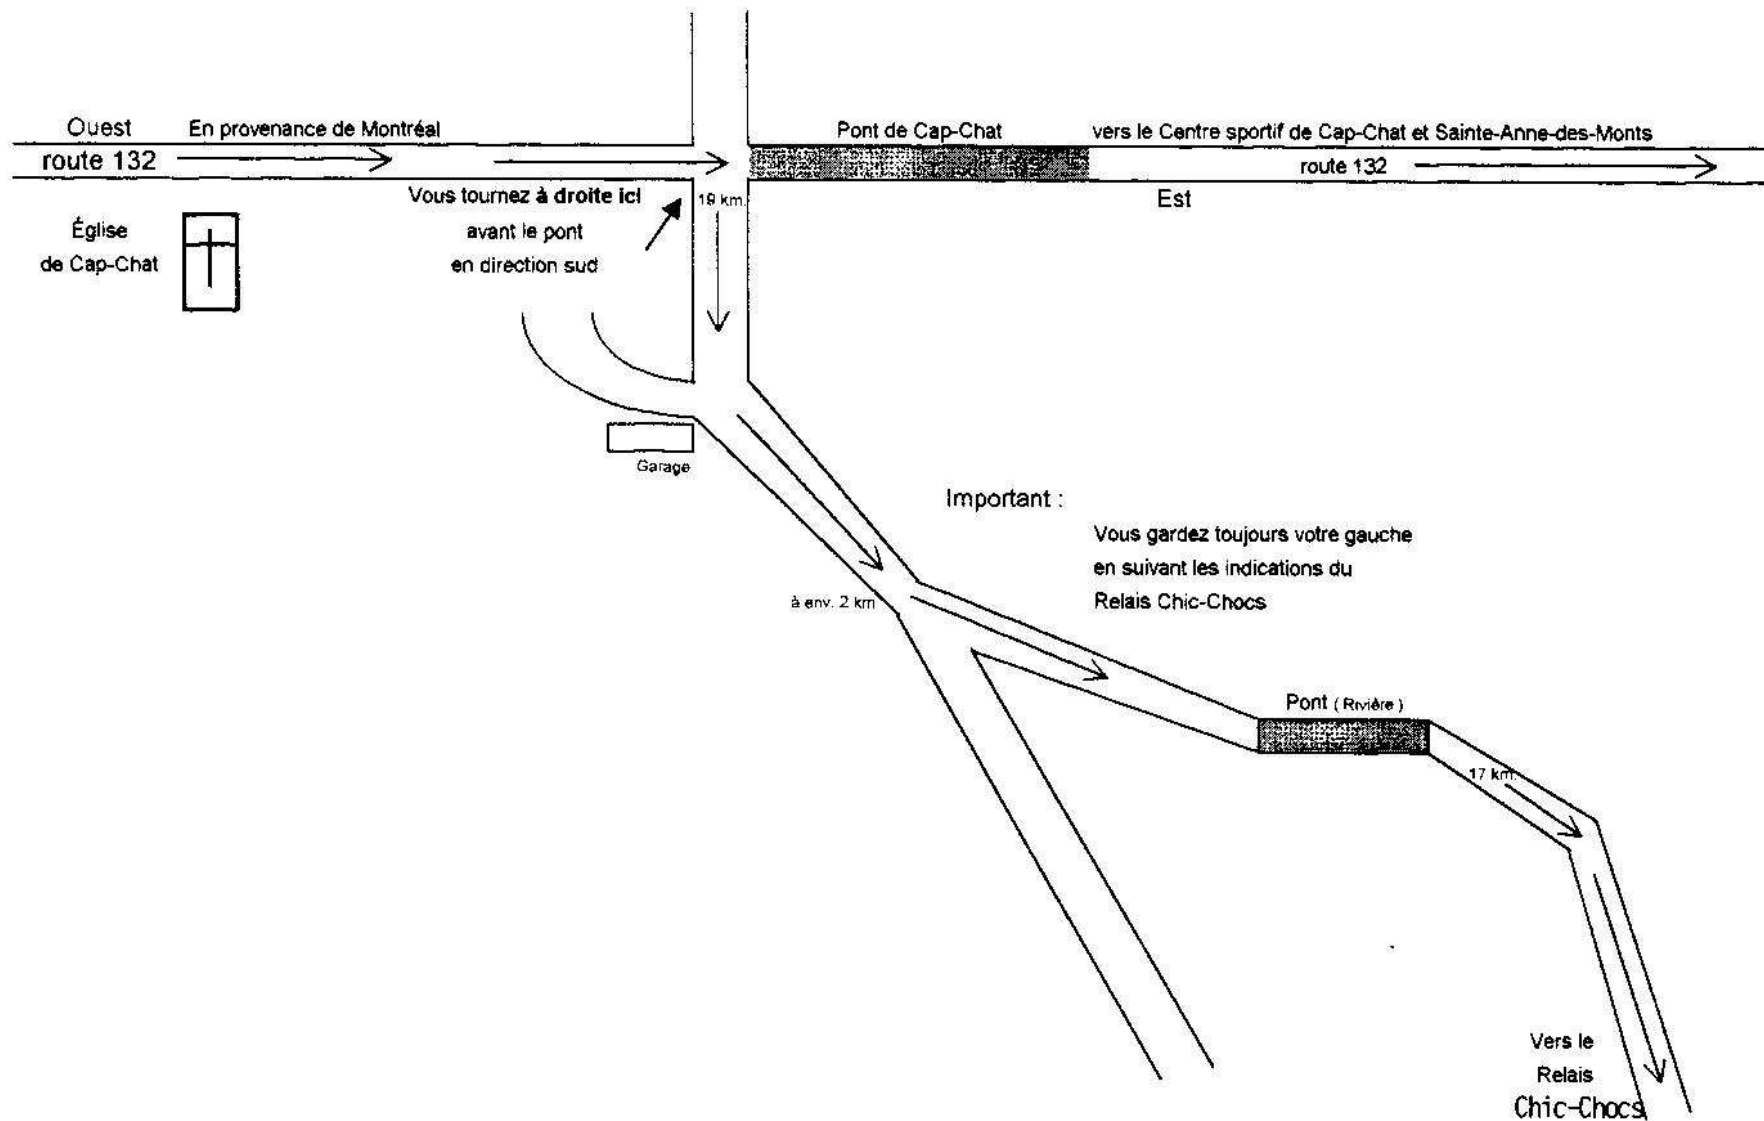 Ouest
En provenance de Montréal
Pont de Cap-Chat
vers le Centre sportif de Cap-Chat et Sainte-Anne-des-Monts
route 132
route 132
Est
Vous tournez à droite ici
avant le pont
en direction sud
19 km.
Église
de Cap-Chat
Garage
Important :
Vous gardez toujours votre gauche
en suivant les indications du
Relais Chic-Chocs
à env. 2 km
Pont ( Rivière )
17 km.
Vers le
Relais
Chic-Chocs